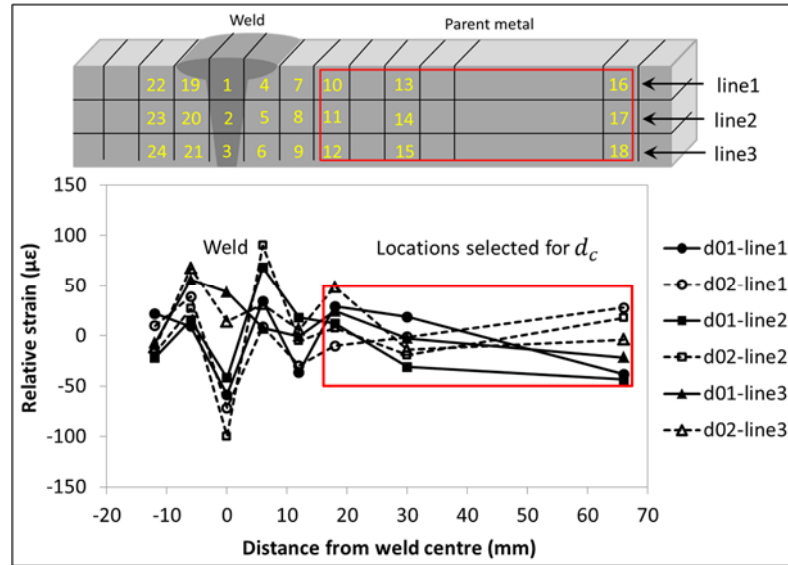 Weld
Parent metal
22 19 1 4 7 10 13 16 line1
23 20 2 5 8 11 14 17 line2
24 21 3 6 9 12 15 18 line3
Relative strain (με)
150
100
50
0
-50
-100
-150
Weld
Locations selected for d_c
-20 -10 0 10 20 30 40 50 60 70
Distance from weld centre (mm)
d01-line1
d02-line1
d01-line2
d02-line2
d01-line3
d02-line3